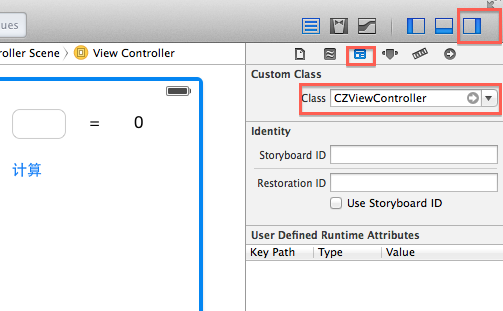 ues
roller Scene 〉 View Controller
Custom Class
Class CZViewController
= 0
Identity
Storyboard ID
计算
Restoration ID
Use Storyboard ID
User Defined Runtime Attributes
Key Path Type Value